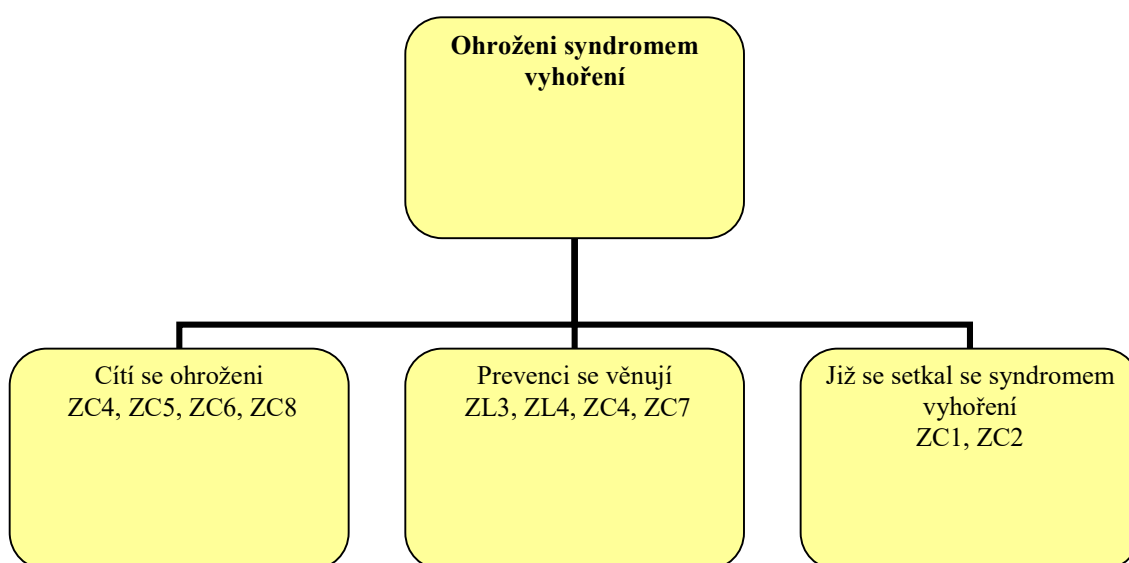 Ohroženi syndromem
vyhoření
Cítí se ohroženi
ZC4, ZC5, ZC6, ZC8
Prevenci se věnují
ZL3, ZL4, ZC4, ZC7
Již se setkal se syndromem
vyhoření
ZC1, ZC2